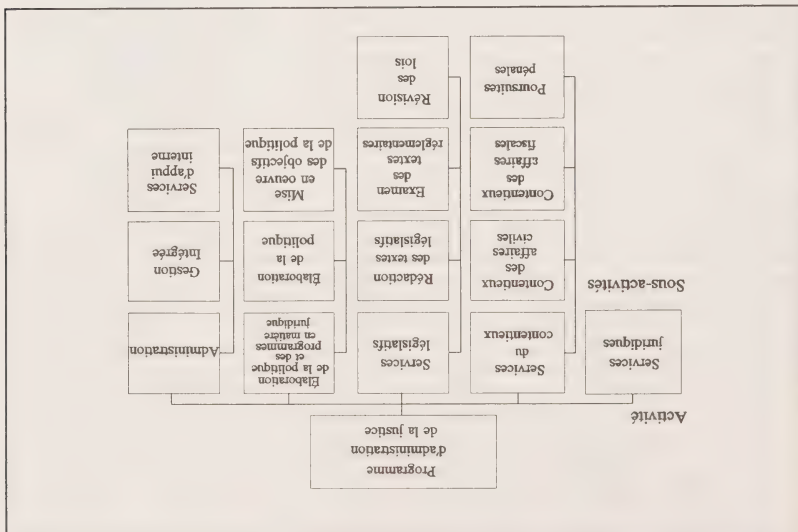 Programme
d'administration
de la justice
Activité
Services
juridiques
Services
du
contentieux
Services
législatifs
Élaboration
de la politique
et des
programmes
en matière
juridique
Administration
Sous-activités
Contentieux
des
affaires
civiles
Rédaction
des textes
législatifs
Élaboration
de la
politique
Gestion
Intégrée
Contentieux
des
affaires
fiscales
Examen
des
textes
réglementaires
Mise
en oeuvre
des objectifs
de la politique
Services
d'appui
interne
Poursuites
pénales
Révision
des
lois